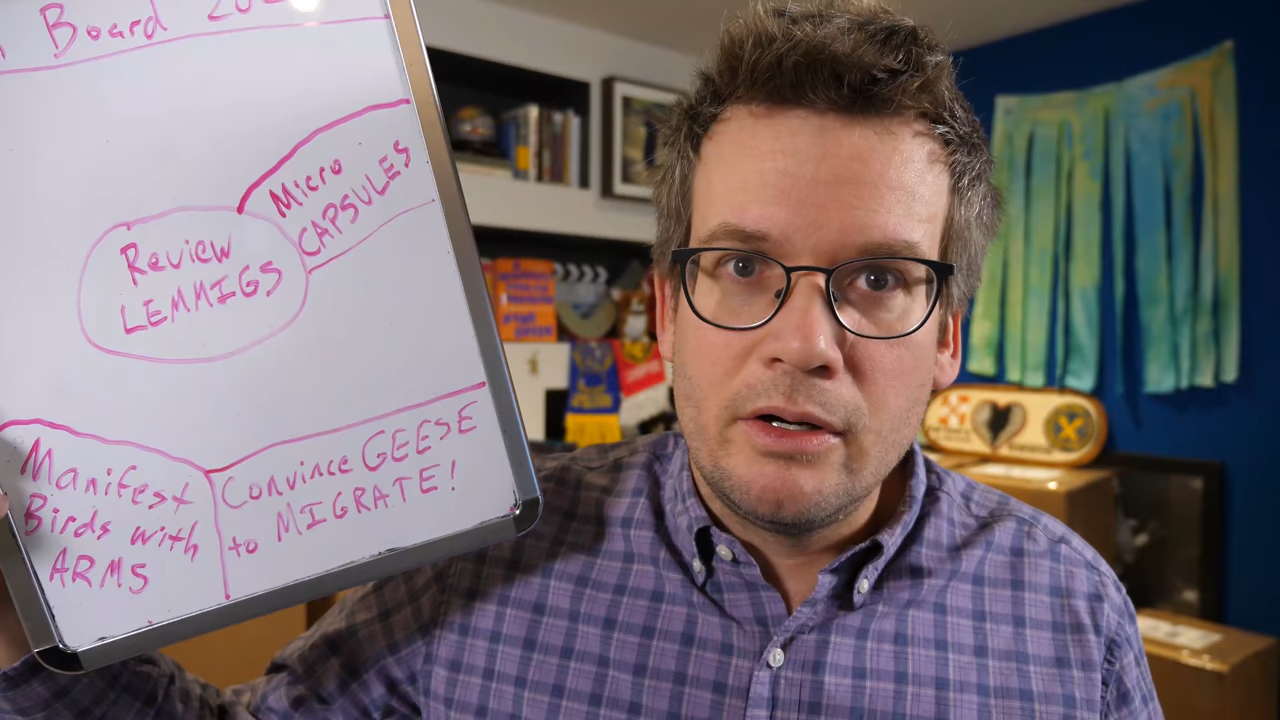 Board
Micro
CAPSULES
Review
LEMMIGS
Manifest
Birds with
ARMS
Convince GEESE
to MIGRATE!